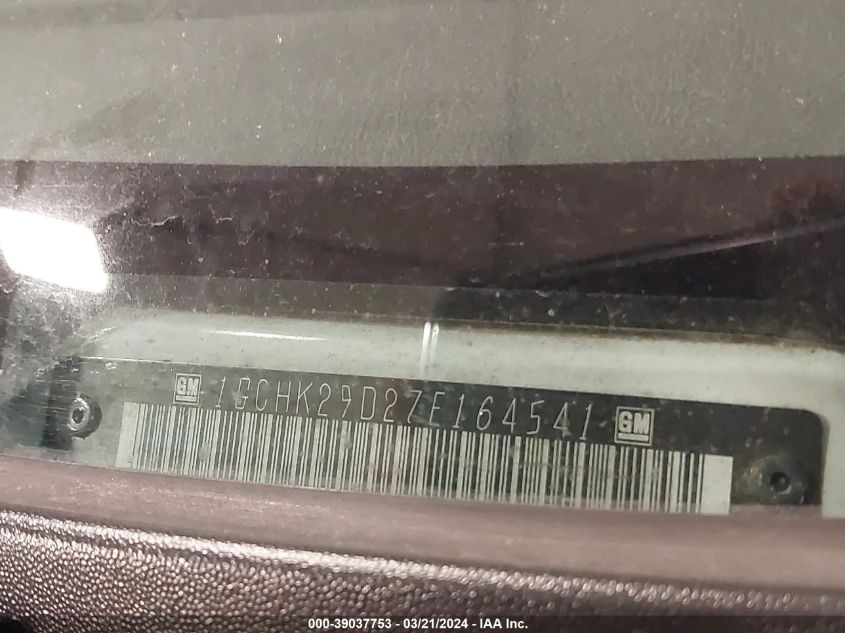 GM 1GCHK29D27E164541 GM
000-39037753 - 03/21/2024 - IAA Inc.